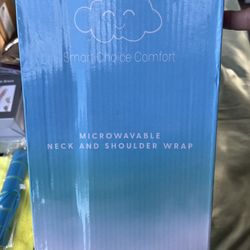 Smart Choice Comfort
MICROWAVABLE
NECK AND SHOULDER WRAP